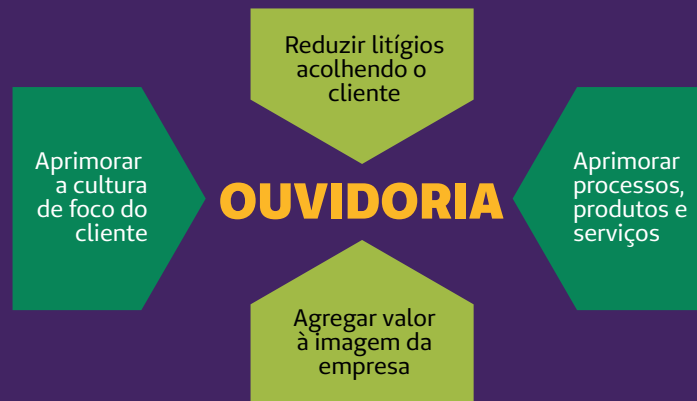 Reduzir litígios
acolhendo o
cliente
Aprimorar
a cultura
de foco do
cliente
OUVIDORIA
Aprimorar
processos,
produtos e
serviços
Agregar valor
à imagem da
empresa